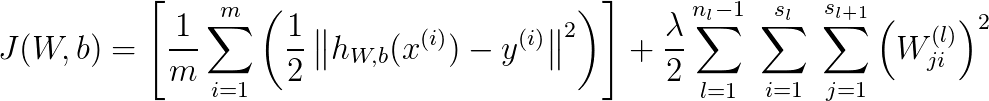 J(W, b) = \left[ \frac{1}{m} \sum_{i=1}^{m} \left( \frac{1}{2} \left\| h_{W,b}(x^{(i)}) - y^{(i)} \right\|^2 \right) \right] + \frac{\lambda}{2} \sum_{l=1}^{n_l-1} \sum_{i=1}^{s_l} \sum_{j=1}^{s_{l+1}} \left( W_{ji}^{(l)} \right)^2